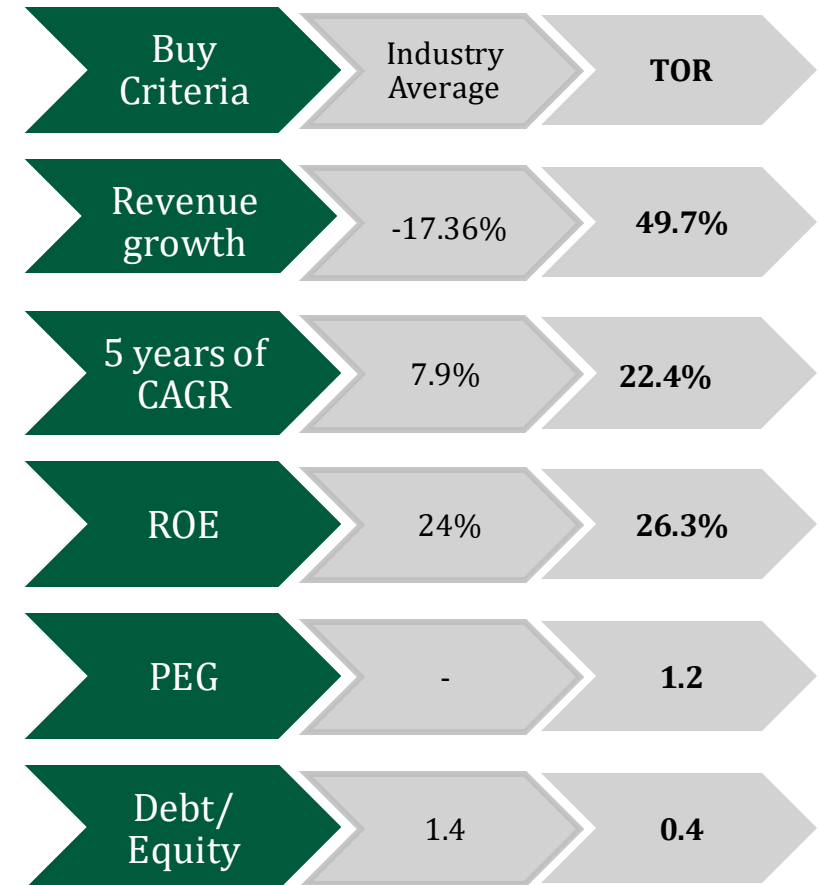 Buy
Criteria
Industry
Average
TOR
Revenue
growth
-17.36%
49.7%
5 years of
CAGR
7.9%
22.4%
ROE
24%
26.3%
PEG
-
1.2
Debt/
Equity
1.4
0.4